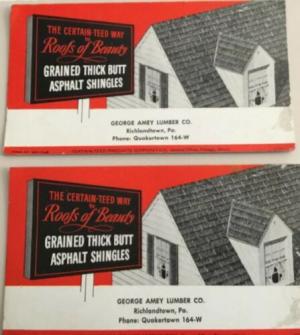 THE CERTAIN-TEED WAY
to
Roofs of Beauty
GRAINED THICK BUTT
ASPHALT SHINGLES
GEORGE AMEY LUMBER CO.
Richlandtown, Pa.
Phone: Quakertown 164-W
THE CERTAIN-TEED WAY
to
Roofs of Beauty
GRAINED THICK BUTT
ASPHALT SHINGLES
GEORGE AMEY LUMBER CO.
Richlandtown, Pa.
Phone: Quakertown 164-W